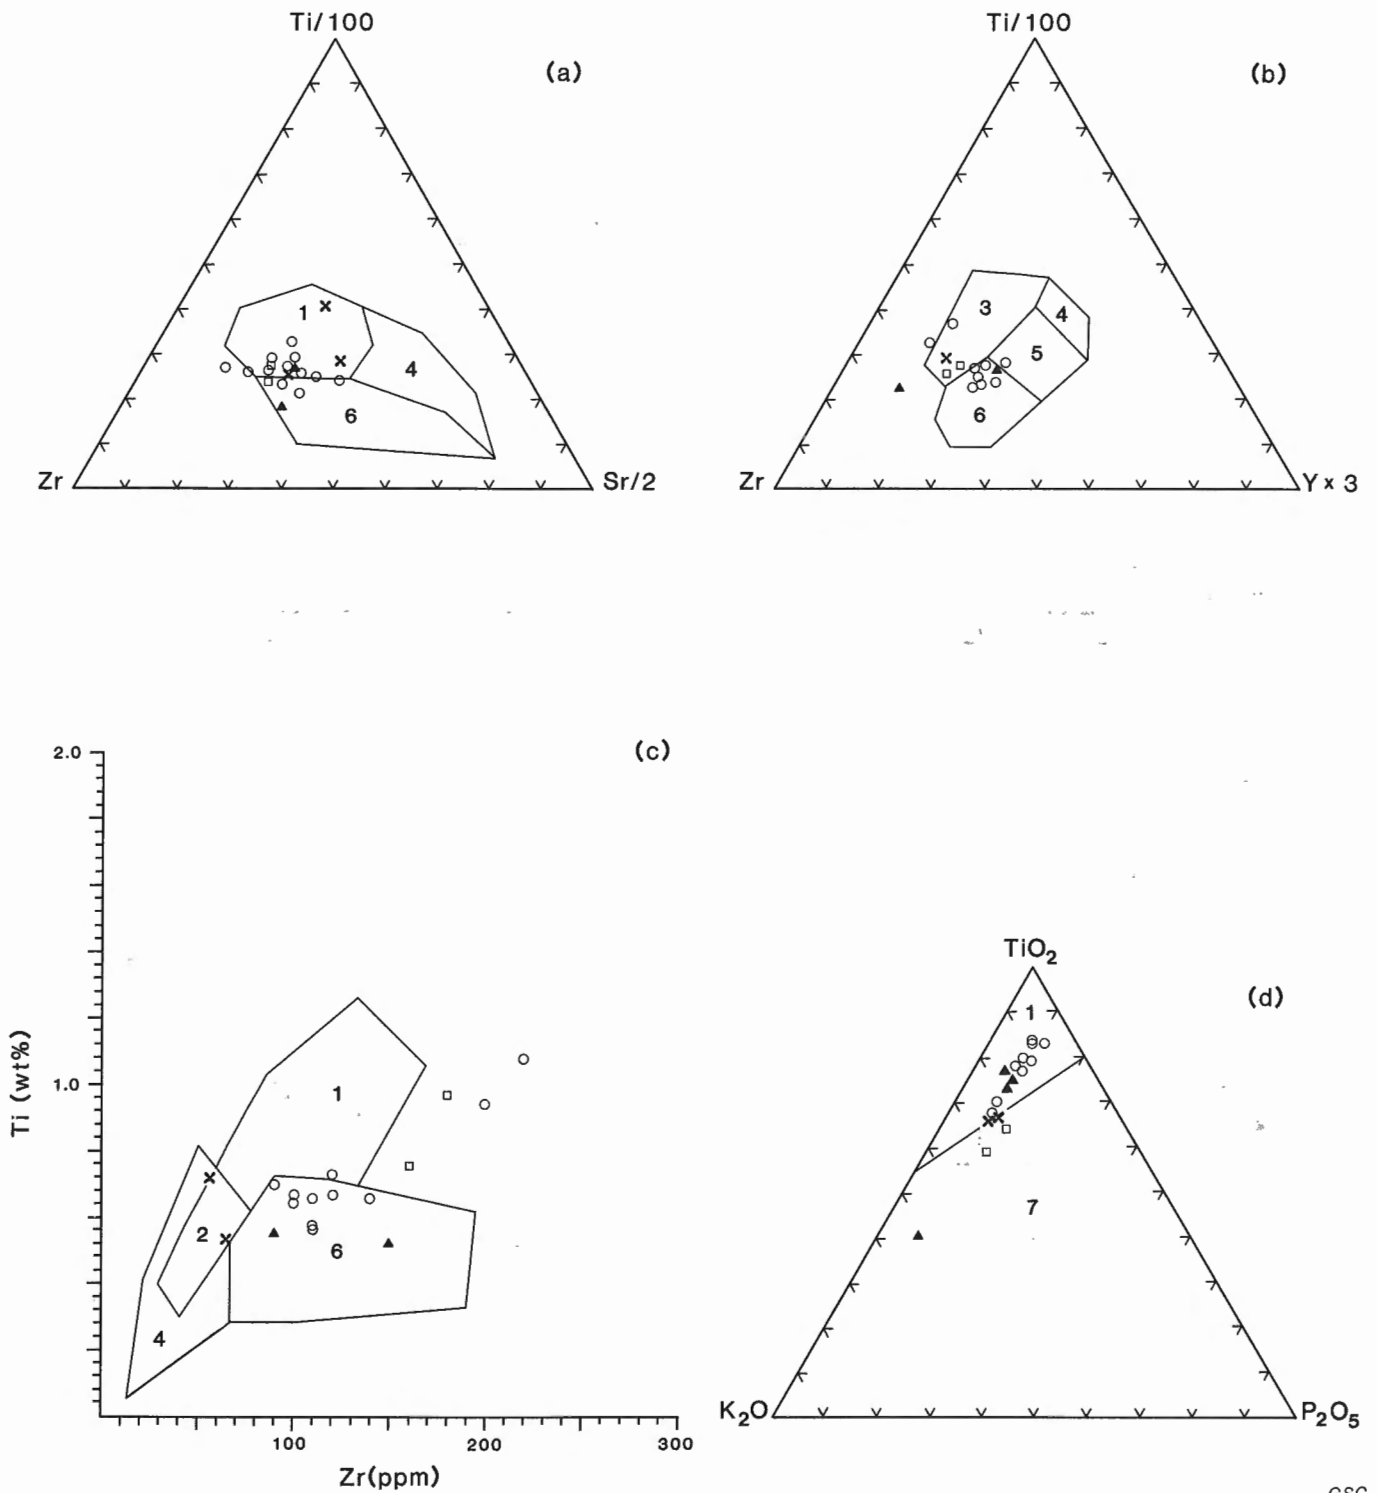 Ti/100
(a)
1
4
6
Zr
Sr/2
Ti/100
(b)
3
4
5
6
Zr
Y × 3
(c)
2.0
1.0
Ti (wt%)
1
2
6
4
100
200
300
Zr(ppm)
TiO₂
(d)
1
7
K₂O
P₂O₅
GSC